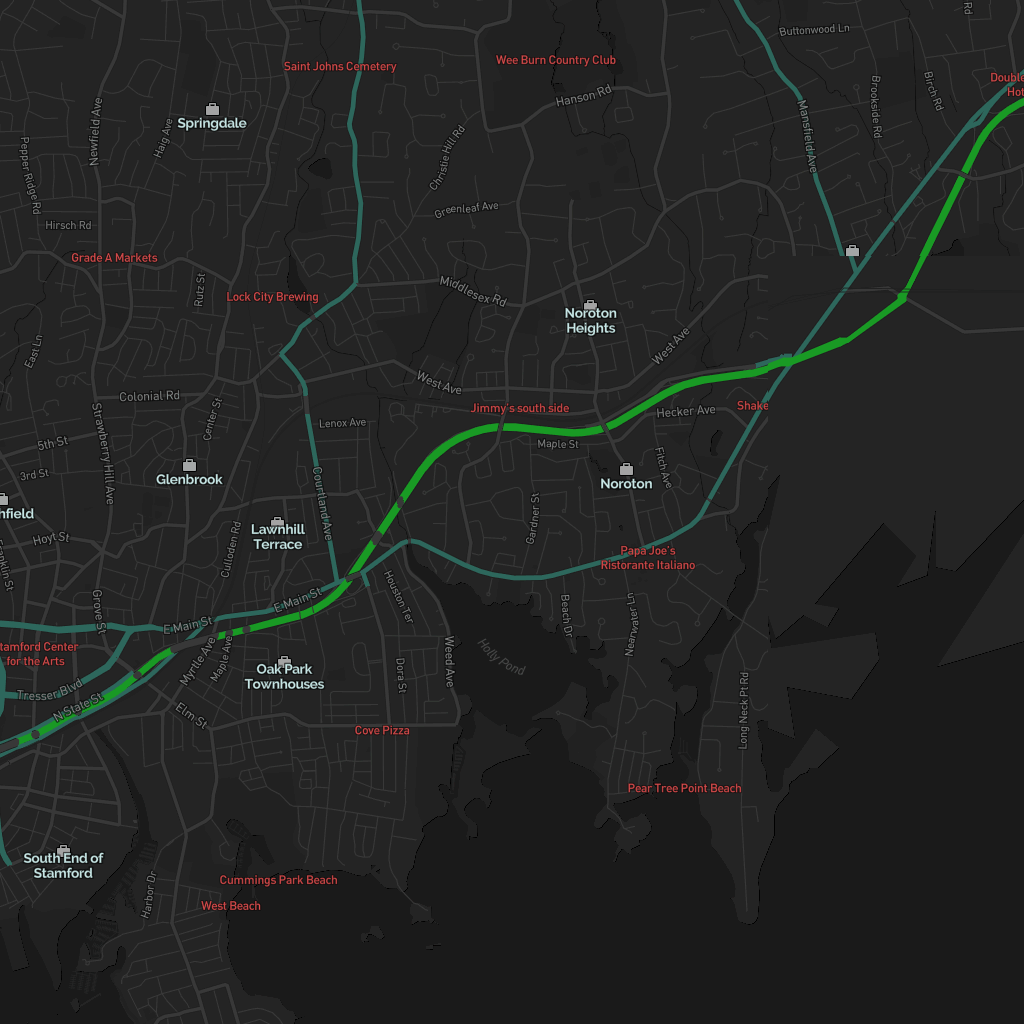 Rd
Buttonwood Ln
Wee Burn Country Club
Saint Johns Cemetery
Double
Hot
Birch Rd
Brookside Rd
Hanson Rd
Springdale
Newfield Ave
Haig Ave
Mansfield Ave
Christie Hill Rd
Pepper Ridge Rd
Greenleaf Ave
Hirsch Rd
Grade A Markets
Rutz St
Middlesex Rd
Lock City Brewing
Noroton
Heights
West Ave
East Ln
West Ave
Colonial Rd
Jimmy's south side
Hecker Ave
Shake
Center St
Lenox Ave
Strawberry Hill Ave
5th St
Maple St
3rd St
Glenbrook
Fitch Ave
Noroton
Courtland Ave
hfield
Gardner St
Lawnhill
Terrace
Hoyt St
Culloden Rd
Papa Joe's
Ristorante Italiano
Franklin St
Houston Ter
E Main St
Grove St
Beach Dr
Nearwater Ln
E Main St
Stamford Center
for the Arts
Myrtle Ave
Maple Ave
Oak Park
Townhouses
Dora St
Weed Ave
Holly Pond
Tresser Blvd
N State St
Elm St
Long Neck Pt Rd
Cove Pizza
Pear Tree Point Beach
South End of
Stamford
Harbor Dr
Cummings Park Beach
West Beach